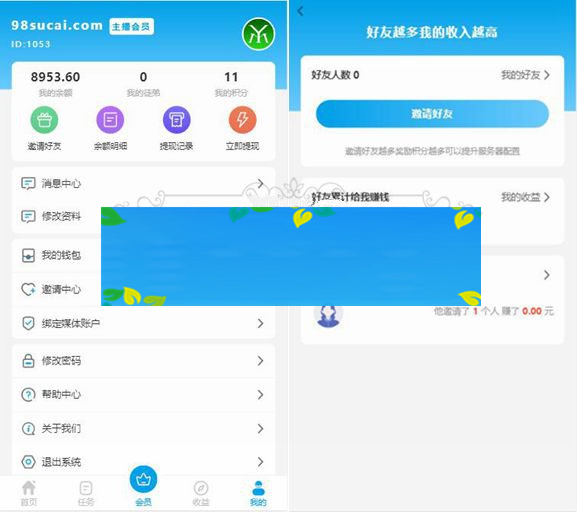 98sucai.com 主播会员
ID:1053
8953.60 0 11
我的余额 我的徒弟 我的积分
邀请好友 余额明细 提现记录 立即提现
消息中心
修改资料
我的钱包
邀请中心
绑定媒体账户
修改密码
帮助中心
关于我们
退出系统
首页 任务 会员 收益 我的
好友越多我的收入越高
好友人数 0 我的好友
邀请好友
邀请好友越多奖励积分越多可以提升服务器配置
好友累计给我赚钱 我的收益
他邀请了 1 个人 赚了 0.00 元